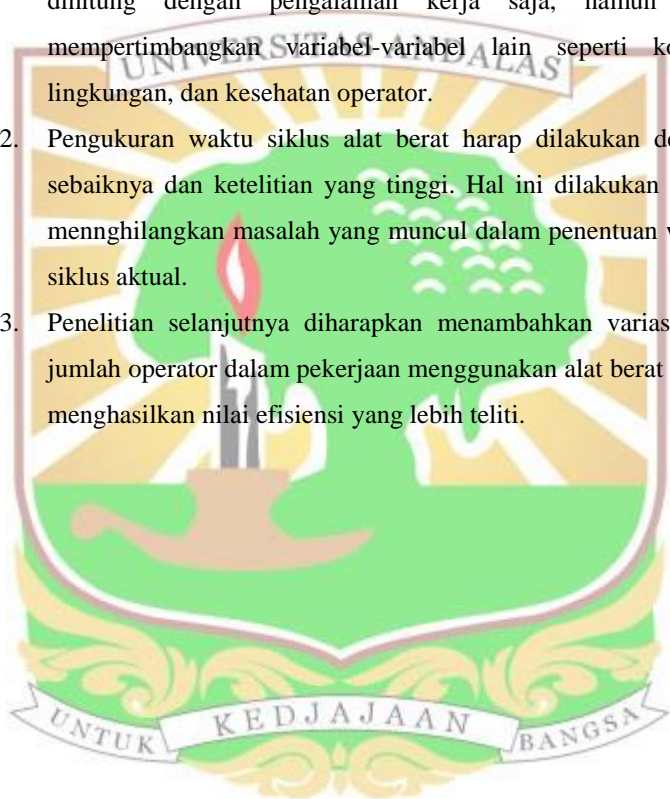 dihitung dengan pengalaman kerja saja, namun
mempertimbangkan variabel-variabel lain seperti
UNIVERSITAS ANDALAS
lingkungan, dan kesehatan operator.
2. Pengukuran waktu siklus alat berat harap dilakukan
sebaiknya dan ketelitian yang tinggi. Hal ini dilakukan
mennghilangkan masalah yang muncul dalam penentuan
siklus aktual.
3. Penelitian selanjutnya diharapkan menambahkan variasi
jumlah operator dalam pekerjaan menggunakan alat berat
menghasilkan nilai efisiensi yang lebih teliti.
UNTUK KEDJAJAAN BANGSA